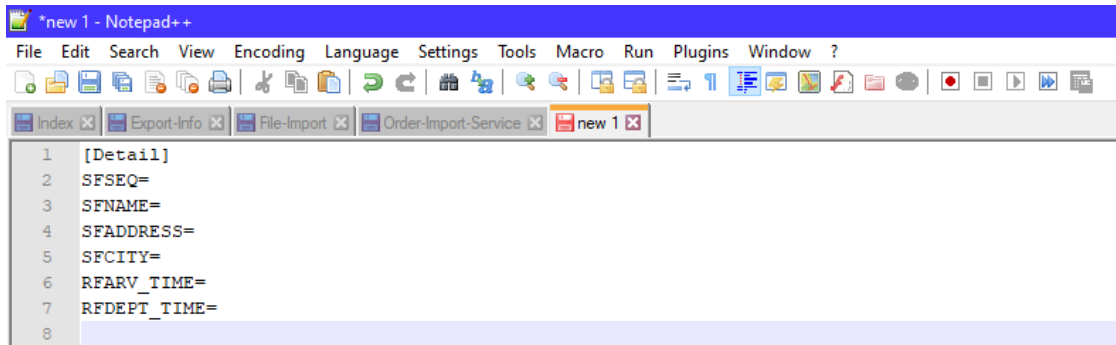 *new 1 - Notepad++
File Edit Search View Encoding Language Settings Tools Macro Run Plugins Window ?
Index Export-Info File-Import Order-Import-Service new 1
1 [Detail]
2 SFSEQ=
3 SFNAME=
4 SFADDRESS=
5 SFCITY=
6 RFARV_TIME=
7 RFDEPT_TIME=
8